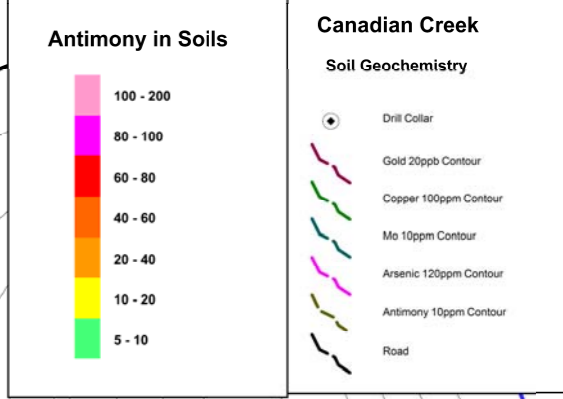 Antimony in Soils
100 - 200
80 - 100
60 - 80
40 - 60
20 - 40
10 - 20
5 - 10
Canadian Creek
Soil Geochemistry
Drill Collar
Gold 20ppb Contour
Copper 100ppm Contour
Mo 10ppm Contour
Arsenic 120ppm Contour
Antimony 10ppm Contour
Road